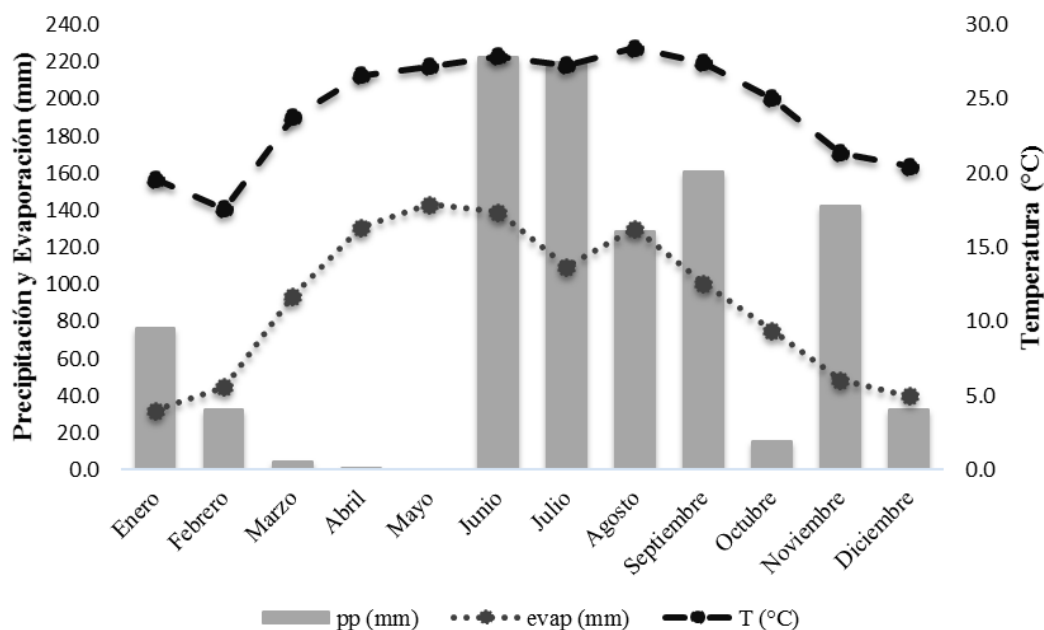 Precipitación y Evaporación (mm)
240.0
220.0
200.0
180.0
160.0
140.0
120.0
100.0
80.0
60.0
40.0
20.0
0.0
30.0
25.0
20.0
15.0
10.0
5.0
0.0
Temperatura (°C)
Enero
Febrero
Marzo
Abril
Mayo
Junio
Julio
Agosto
Septiembre
Octubre
Noviembre
Diciembre
pp (mm) evap (mm) T (°C)